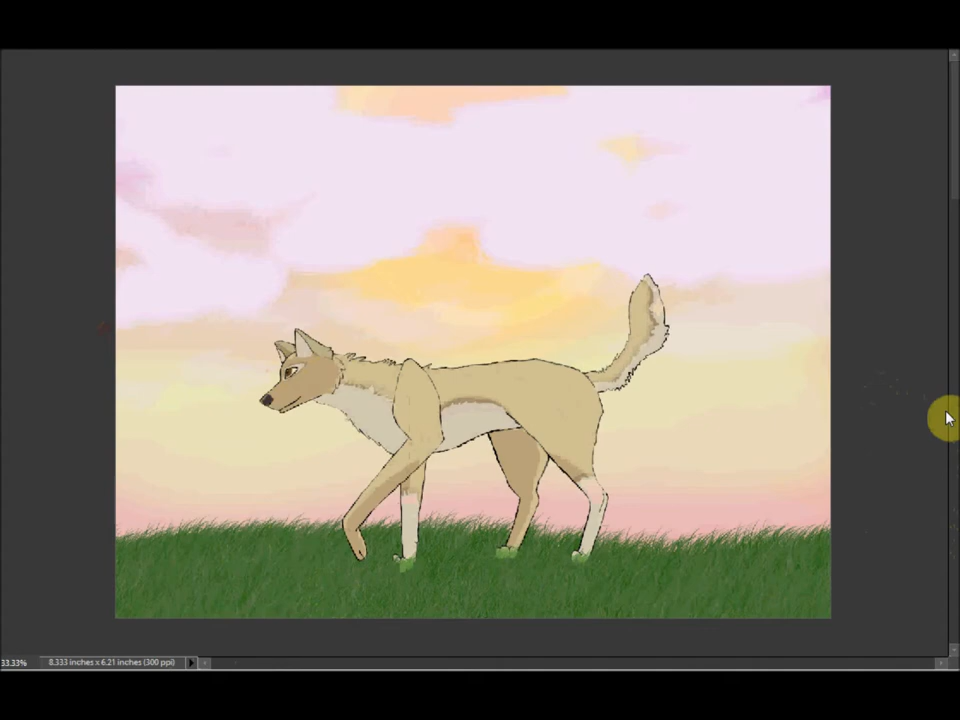 33.33% 8.333 inches x 6.21 inches (300 ppi)